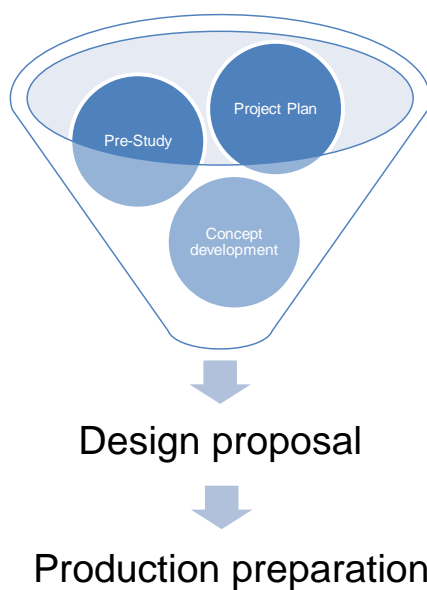 Project Plan
Pre-Study
Concept
development
Design proposal
Production preparation